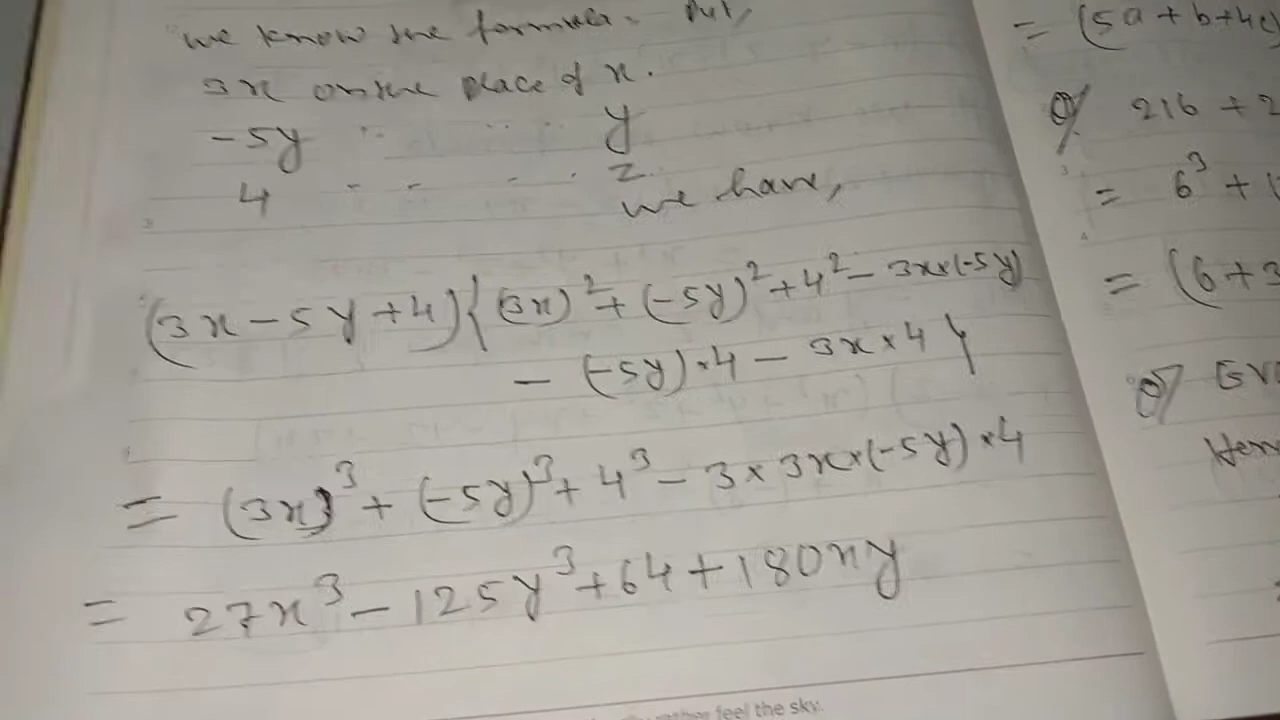 we know the formula. Put,
3x on the place of x.
-5y " " " y
4 - - - . z
we have,
(3x - 5y + 4) { (3x)² + (-5y)² + 4² - 3x×(-5y)
- (-5y)×4 - 3x×4 }
= (3x)³ + (-5y)³ + 4³ - 3×3x×(-5y)×4
= 27x³ - 125y³ + 64 + 180xy
feel the sky.
= (5a + b + 4c)
216 + 2
= 6³ + (
= (6 + 3